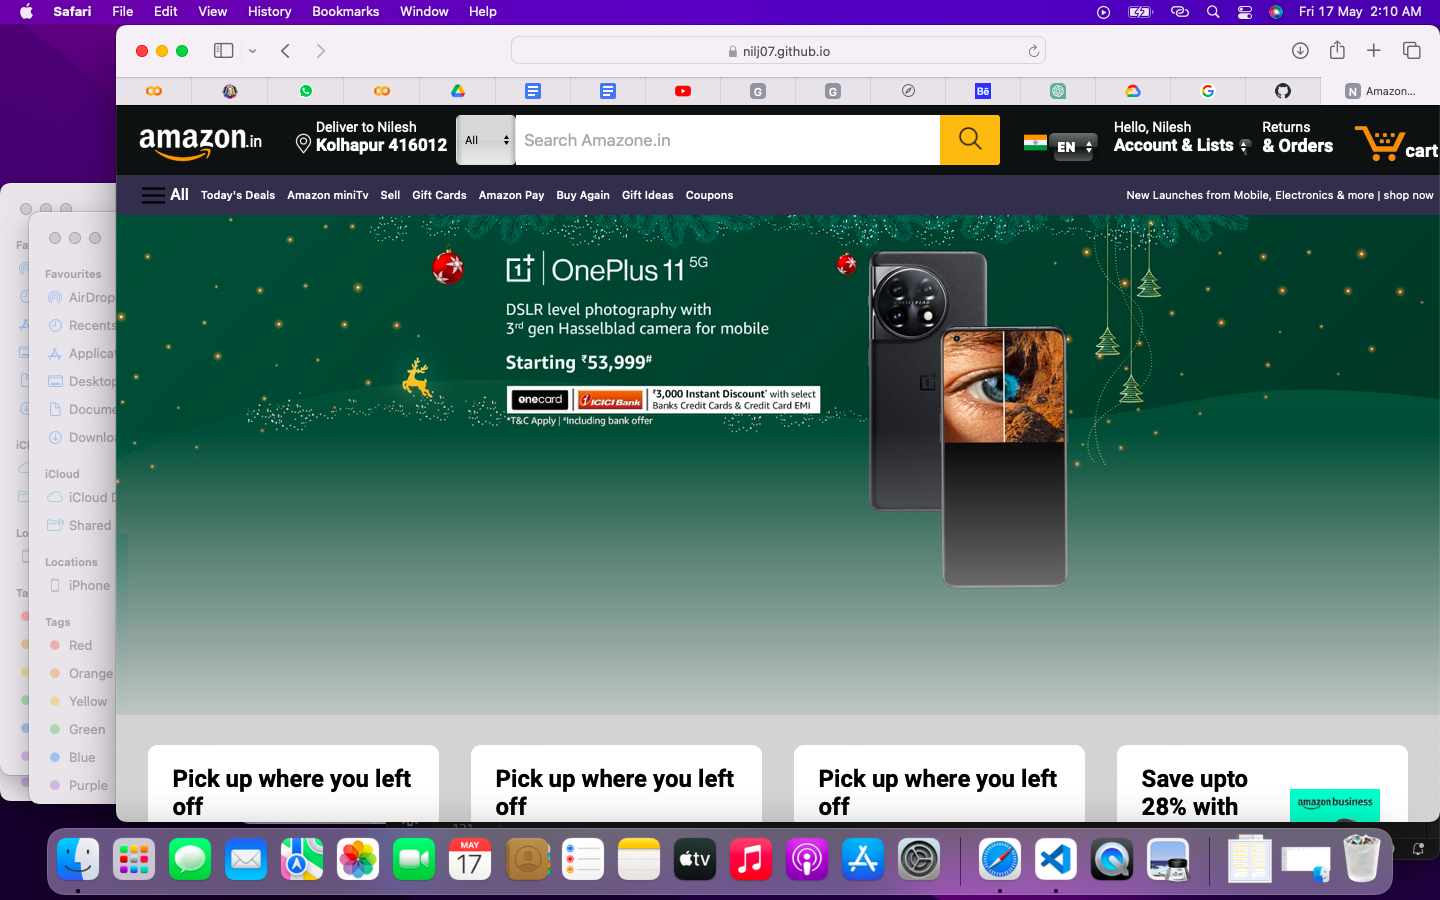 Safari File Edit View History Bookmarks Window Help Fri 17 May 2:10 AM
nilj07.github.io
G G Bē G N Amazon...
amazon.in
Deliver to Nilesh
Kolhapur 416012
All
Search Amazone.in
EN
Hello, Nilesh
Account & Lists
Returns
& Orders
cart
All Today's Deals Amazon miniTv Sell Gift Cards Amazon Pay Buy Again Gift Ideas Coupons
New Launches from Mobile, Electronics & more | shop now
OnePlus 11 5G
DSLR level photography with
3rd gen Hasselblad camera for mobile
Starting ₹53,999#
onecard
ICICI Bank
₹3,000 Instant Discount* with select
Banks Credit Cards & Credit Card EMI
*T&C Apply | #Including bank offer
Pick up where you left
off
Pick up where you left
off
Pick up where you left
off
Save upto
28% with
amazon business
Fa
iCl
Lo
Ta
Favourites
AirDrop
Recents
Applica
Desktop
Docume
Downloa
iCloud
iCloud D
Shared
Locations
iPhone
Tags
Red
Orange
Yellow
Green
Blue
Purple
MAY
17
tv